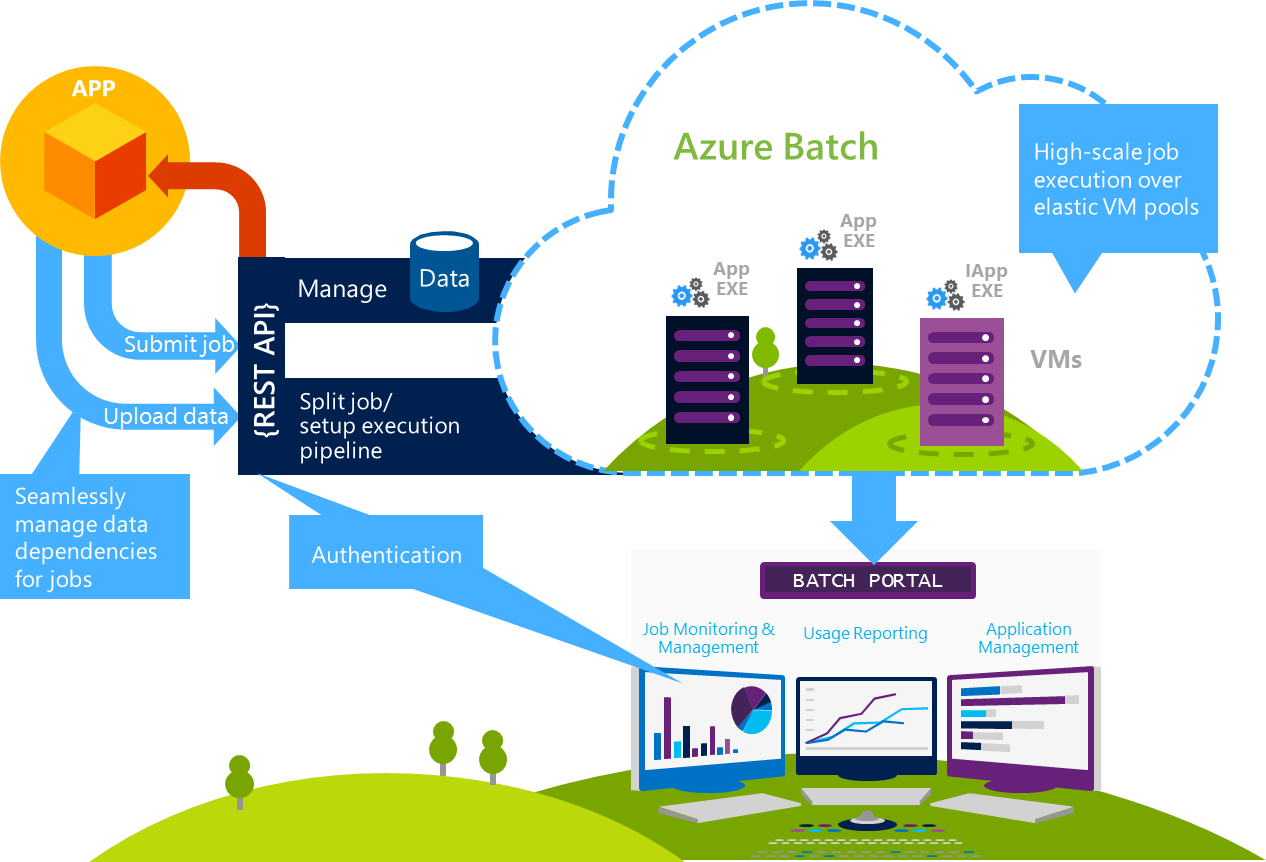 APP
Azure Batch
High-scale job
execution over
elastic VM pools
App
EXE
App
EXE
IApp
EXE
VMs
Data
Manage
{REST API}
Submit job
Upload data
Split job/
setup execution
pipeline
Seamlessly
manage data
dependencies
for jobs
Authentication
BATCH PORTAL
Job Monitoring &
Management
Usage Reporting
Application
Management